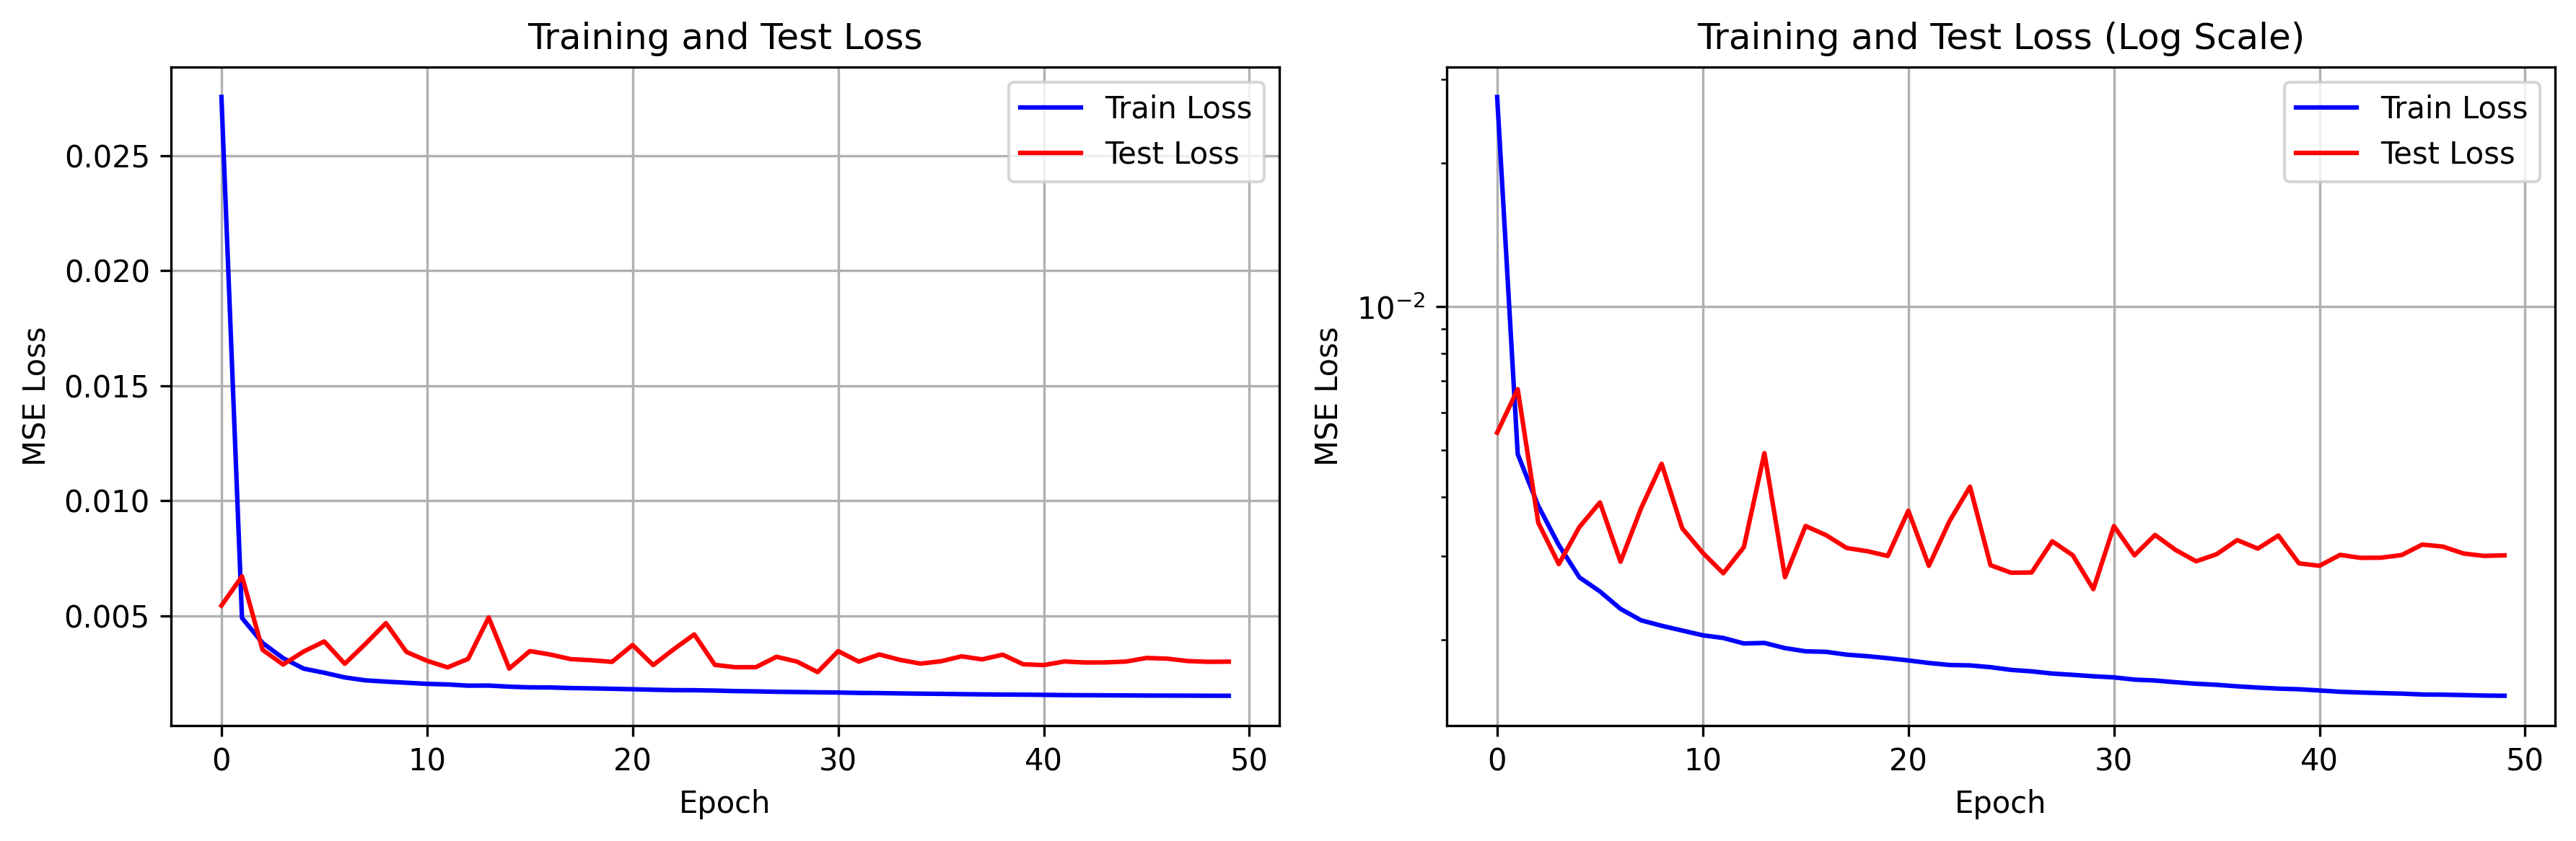 Training and Test Loss
MSE Loss
0.025
0.020
0.015
0.010
0.005
0 10 20 30 40 50
Epoch
Train Loss
Test Loss
Training and Test Loss (Log Scale)
MSE Loss
10⁻²
0 10 20 30 40 50
Epoch
Train Loss
Test Loss